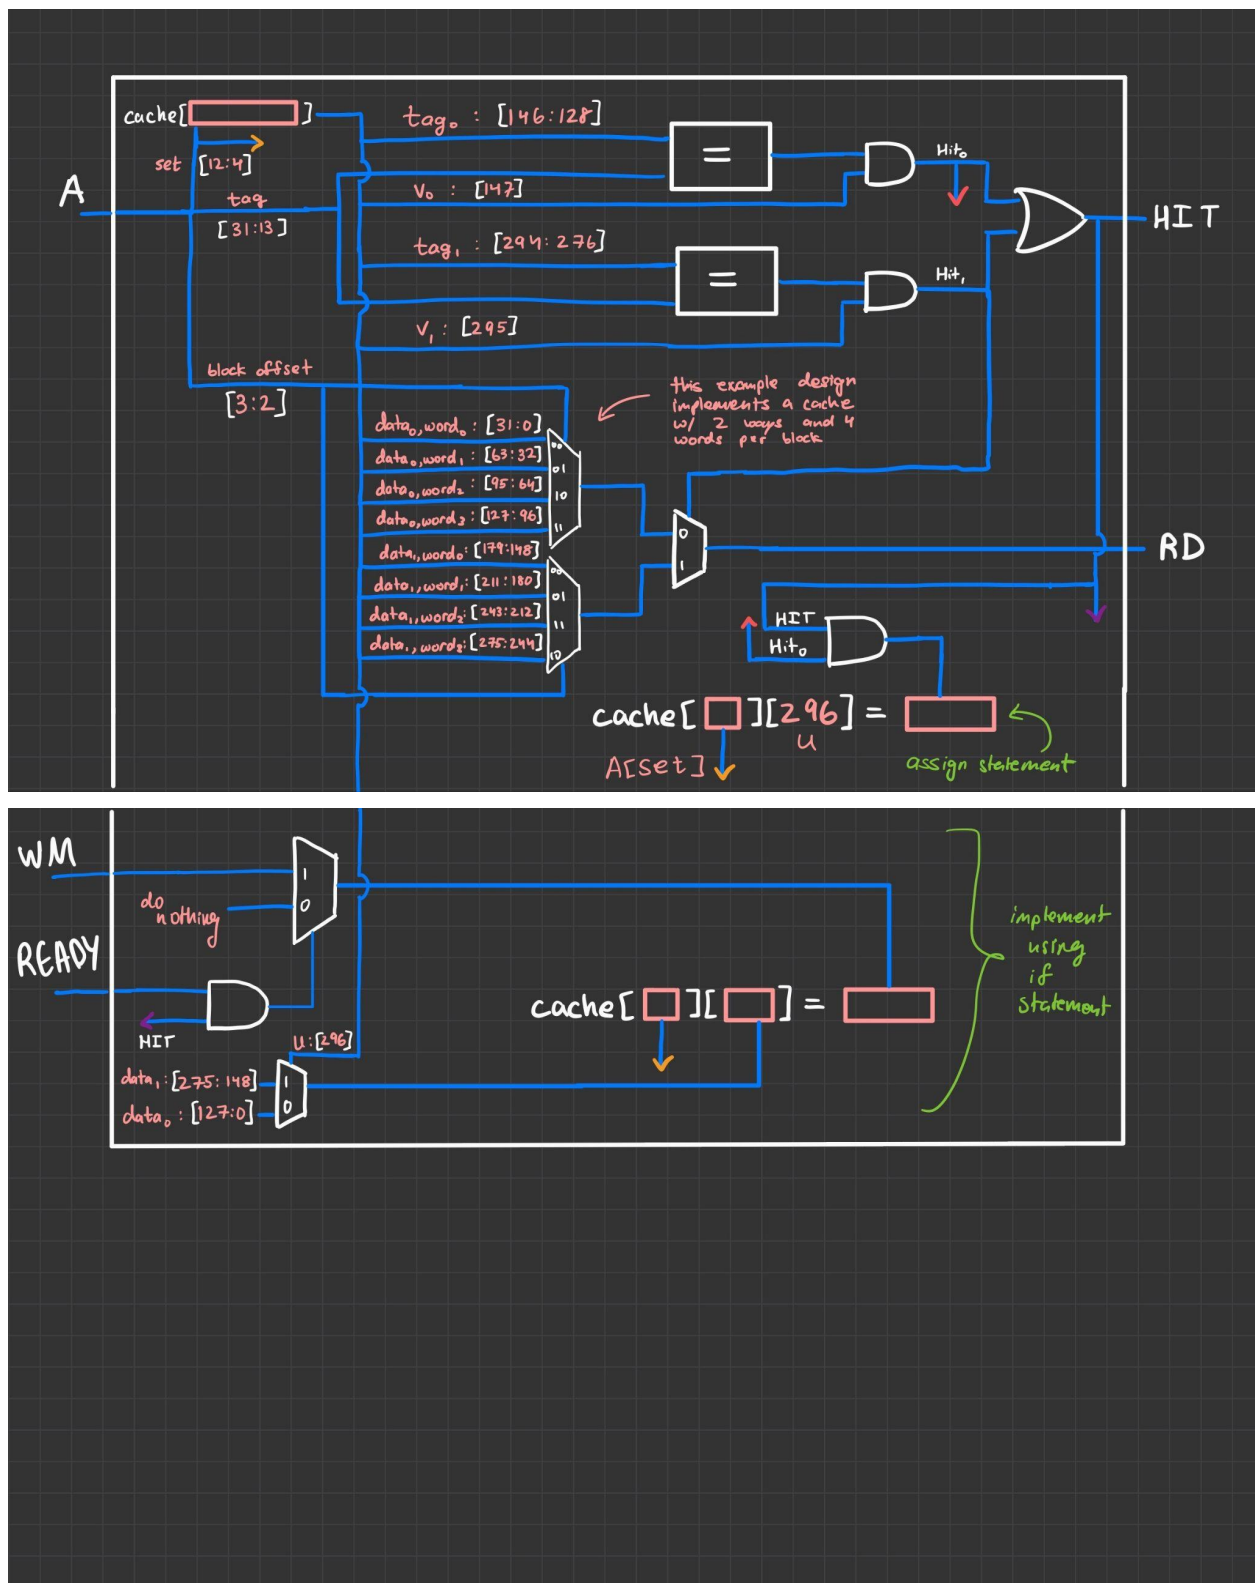 cache[ ]
tag₀ : [146:128]
=
Hit₀
set [12:4]
A
tag
[31:13]
V₀ : [147]
HIT
tag₁ : [294:276]
=
Hit₁
V₁ : [295]
block offset
[3:2]
this example design
implements a cache
w/ 2 ways and 4
words per block
data₀,word₀ : [31:0]
00
data₀,word₁ : [63:32]
01
data₀,word₂ : [95:64]
10
data₀,word₃ : [127:96]
11
0
1
RD
data₁,word₀ : [179:148]
00
data₁,word₁ : [211:180]
01
data₁,word₂ : [243:212]
11
data₁,word₃ : [275:244]
10
HIT
Hit₀
cache[ ][296] =
u
A[set]
assign statement
WM
1
0
do
nothing
READY
HIT
implement
using
if
statement
cache[ ][ ] =
u:[296]
data₁ : [275:148]
1
data₀ : [127:0]
0